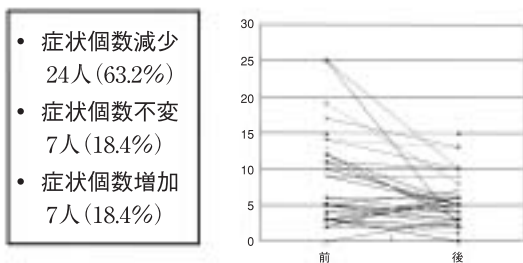 • 症状個数減少
24人(63.2%)
• 症状個数不変
7人(18.4%)
• 症状個数増加
7人(18.4%)
30
25
20
15
10
5
0
前 後